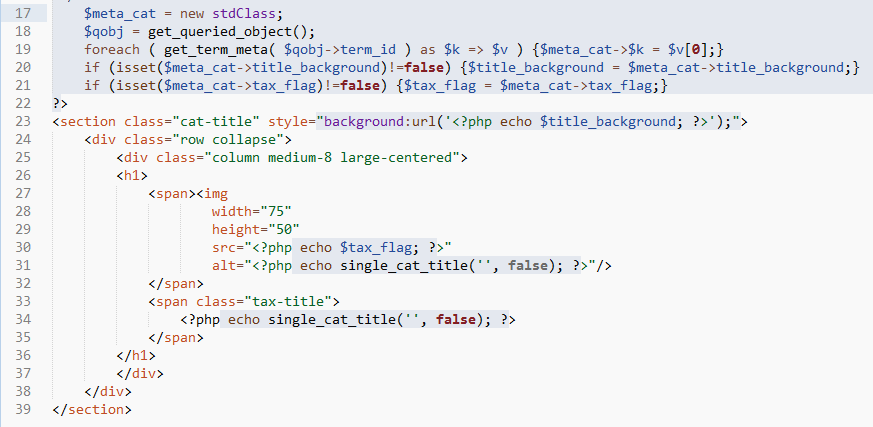 17 $meta_cat = new stdClass;
18 $qobj = get_queried_object();
19 foreach ( get_term_meta( $qobj->term_id ) as $k => $v ) {$meta_cat->$k = $v[0];}
20 if (isset($meta_cat->title_background)!=false) {$title_background = $meta_cat->title_background;}
21 if (isset($meta_cat->tax_flag)!=false) {$tax_flag = $meta_cat->tax_flag;}
22 ?>
23 <section class="cat-title" style="background:url('<?php echo $title_background; ?>');">
24 <div class="row collapse">
25 <div class="column medium-8 large-centered">
26 <h1>
27 <span><img
28 width="75"
29 height="50"
30 src="<?php echo $tax_flag; ?>"
31 alt="<?php echo single_cat_title('', false); ?>"/>
32 </span>
33 <span class="tax-title">
34 <?php echo single_cat_title('', false); ?>
35 </span>
36 </h1>
37 </div>
38 </div>
39 </section>